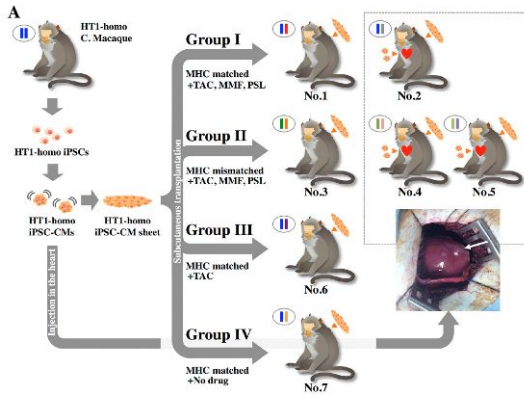 A
HT1-homo
C. Macaque
HT1-homo iPSCs
HT1-homo
iPSC-CMs
HT1-homo
iPSC-CM sheet
Injection in the heart
Subcutaneous transplantation
Group I
MHC matched
+TAC, MMF, PSL
No.1
No.2
Group II
MHC mismatched
+TAC, MMF, PSL
No.3
No.4
No.5
Group III
MHC matched
+TAC
No.6
Group IV
MHC matched
+No drug
No.7